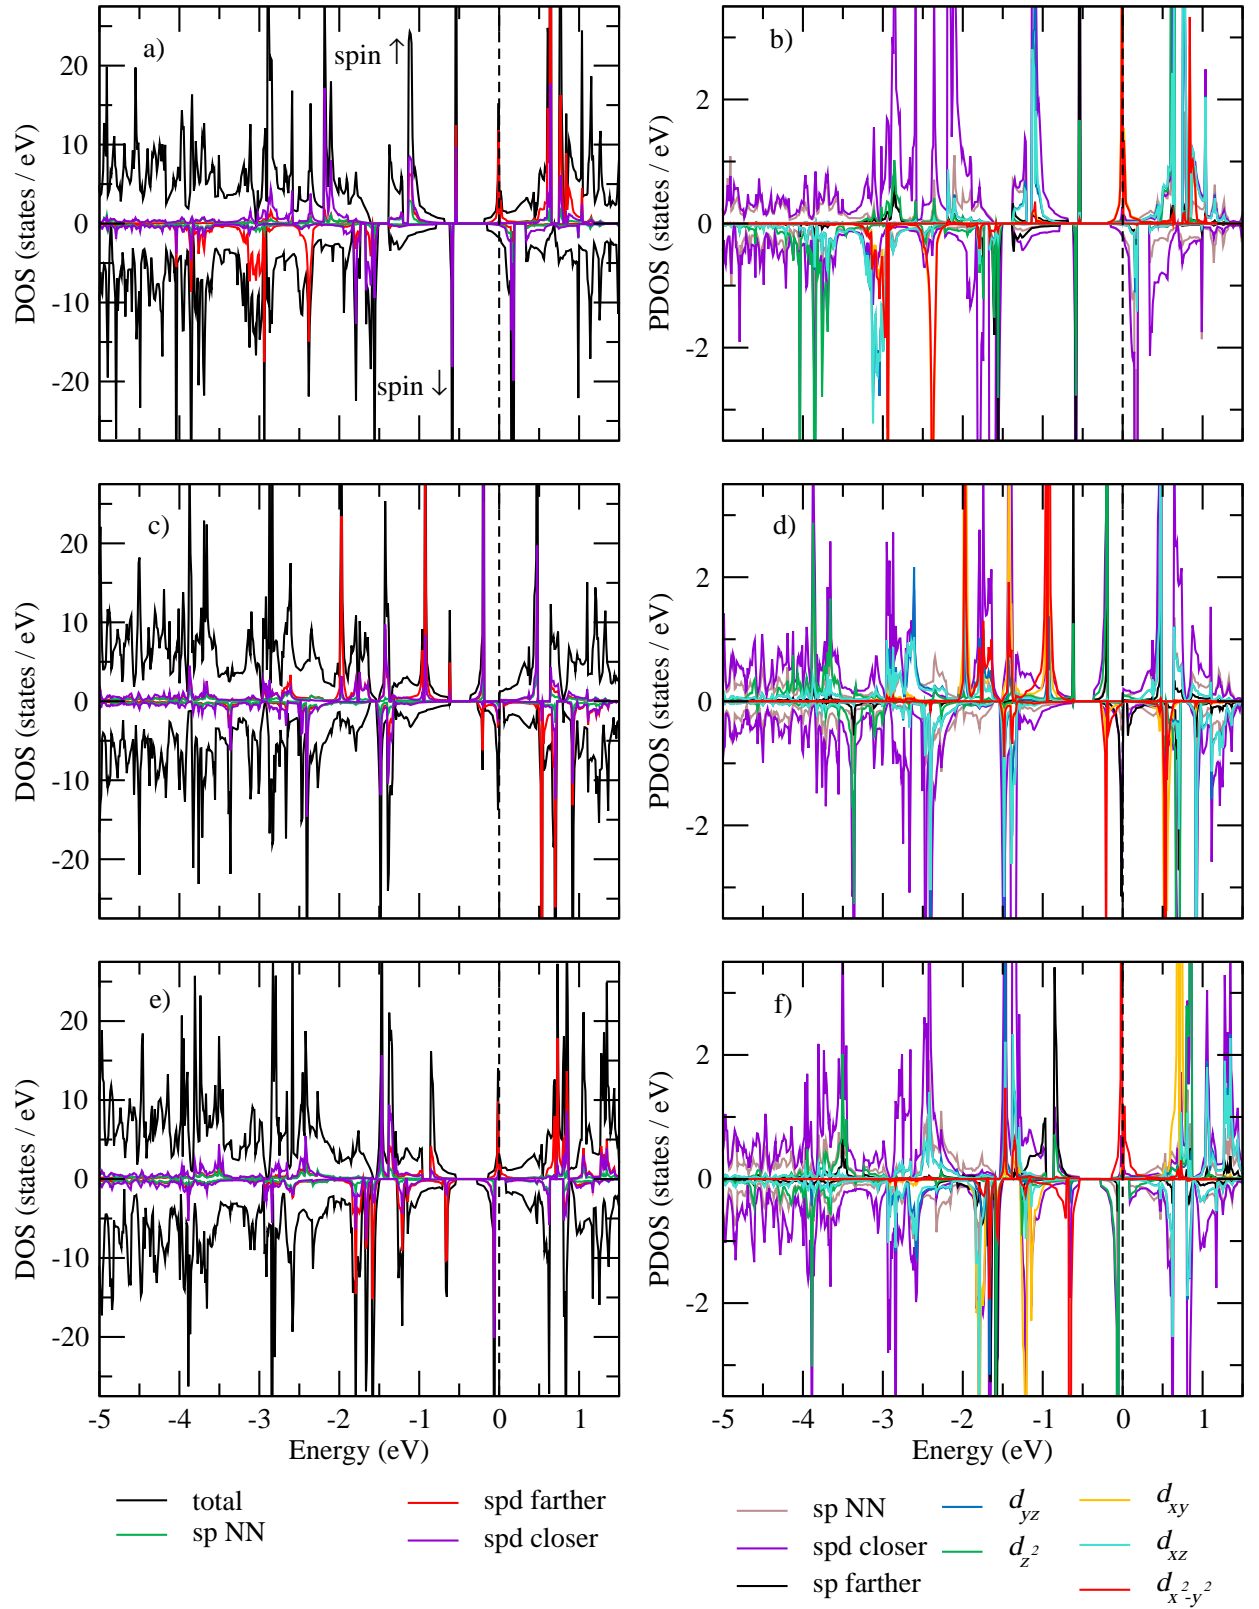 a)
spin ↑
spin ↓
20
10
0
-10
-20
DOS (states / eV)
b)
2
0
-2
PDOS (states / eV)
c)
20
10
0
-10
-20
DOS (states / eV)
d)
2
0
-2
PDOS (states / eV)
e)
20
10
0
-10
-20
DOS (states / eV)
-5 -4 -3 -2 -1 0 1
Energy (eV)
f)
2
0
-2
PDOS (states / eV)
-5 -4 -3 -2 -1 0 1
Energy (eV)
total
sp NN
spd farther
spd closer
sp NN
spd closer
sp farther
d_yz
d_z²
d_xy
d_xz
d_x²-y²